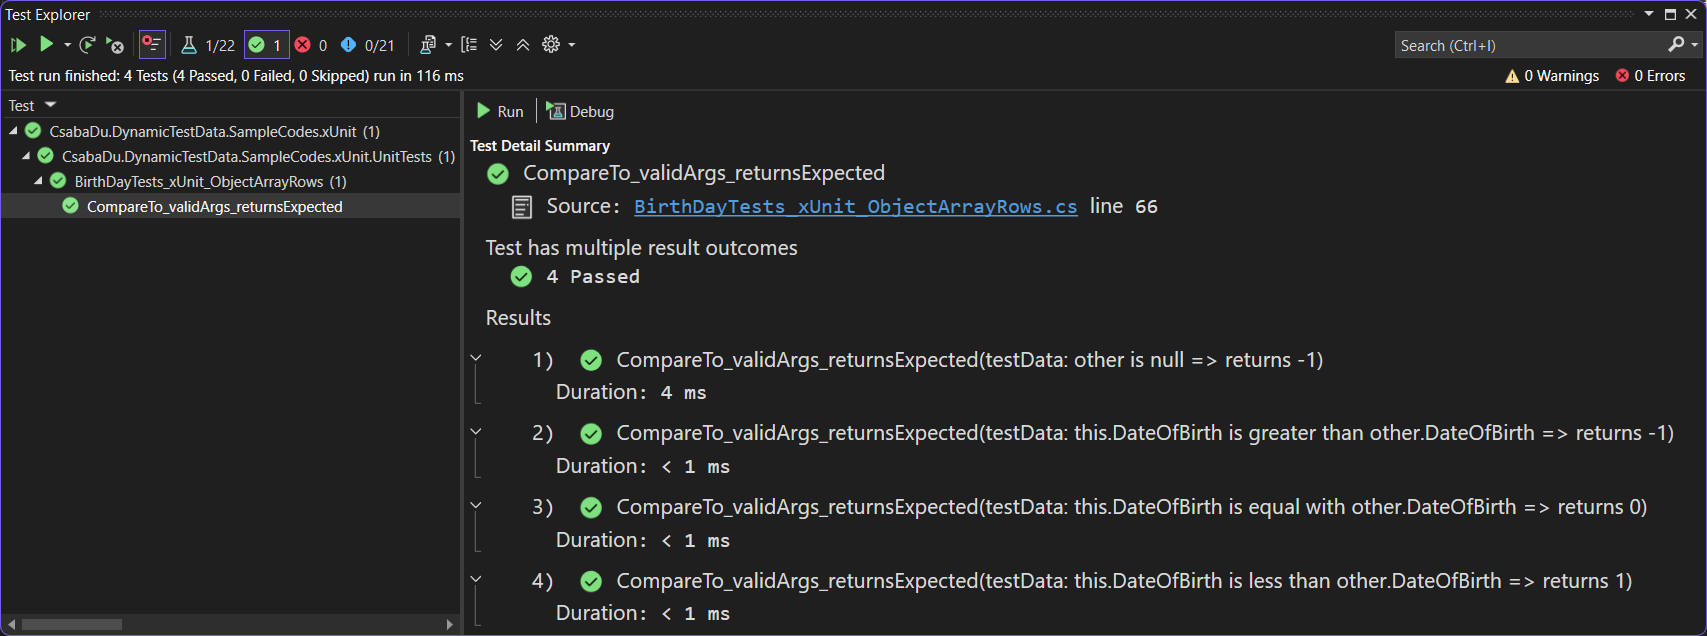 Test Explorer
1/22 1 0 0/21 Search (Ctrl+I)
Test run finished: 4 Tests (4 Passed, 0 Failed, 0 Skipped) run in 116 ms 0 Warnings 0 Errors
Test
CsabaDu.DynamicTestData.SampleCodes.xUnit (1)
CsabaDu.DynamicTestData.SampleCodes.xUnit.UnitTests (1)
BirthDayTests_xUnit_ObjectArrayRows (1)
CompareTo_validArgs_returnsExpected
Run Debug
Test Detail Summary
CompareTo_validArgs_returnsExpected
Source: BirthDayTests_xUnit_ObjectArrayRows.cs line 66
Test has multiple result outcomes
4 Passed
Results
1) CompareTo_validArgs_returnsExpected(testData: other is null => returns -1)
Duration: 4 ms
2) CompareTo_validArgs_returnsExpected(testData: this.DateOfBirth is greater than other.DateOfBirth => returns -1)
Duration: < 1 ms
3) CompareTo_validArgs_returnsExpected(testData: this.DateOfBirth is equal with other.DateOfBirth => returns 0)
Duration: < 1 ms
4) CompareTo_validArgs_returnsExpected(testData: this.DateOfBirth is less than other.DateOfBirth => returns 1)
Duration: < 1 ms